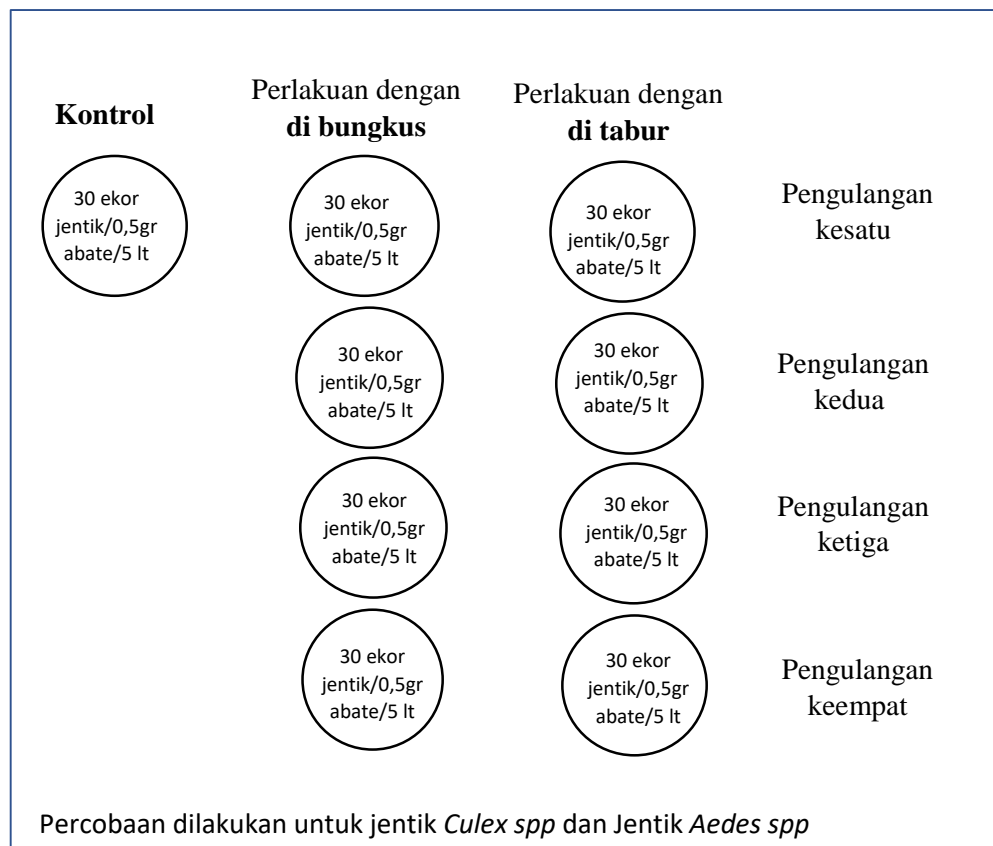 Kontrol
Perlakuan dengan
di bungkus
Perlakuan dengan
di tabur
30 ekor
jentik/0,5gr
abate/5 lt
30 ekor
jentik/0,5gr
abate/5 lt
30 ekor
jentik/0,5gr
abate/5 lt
Pengulangan
kesatu
30 ekor
jentik/0,5gr
abate/5 lt
30 ekor
jentik/0,5gr
abate/5 lt
Pengulangan
kedua
30 ekor
jentik/0,5gr
abate/5 lt
30 ekor
jentik/0,5gr
abate/5 lt
Pengulangan
ketiga
30 ekor
jentik/0,5gr
abate/5 lt
30 ekor
jentik/0,5gr
abate/5 lt
Pengulangan
keempat
Percobaan dilakukan untuk jentik Culex spp dan Jentik Aedes spp